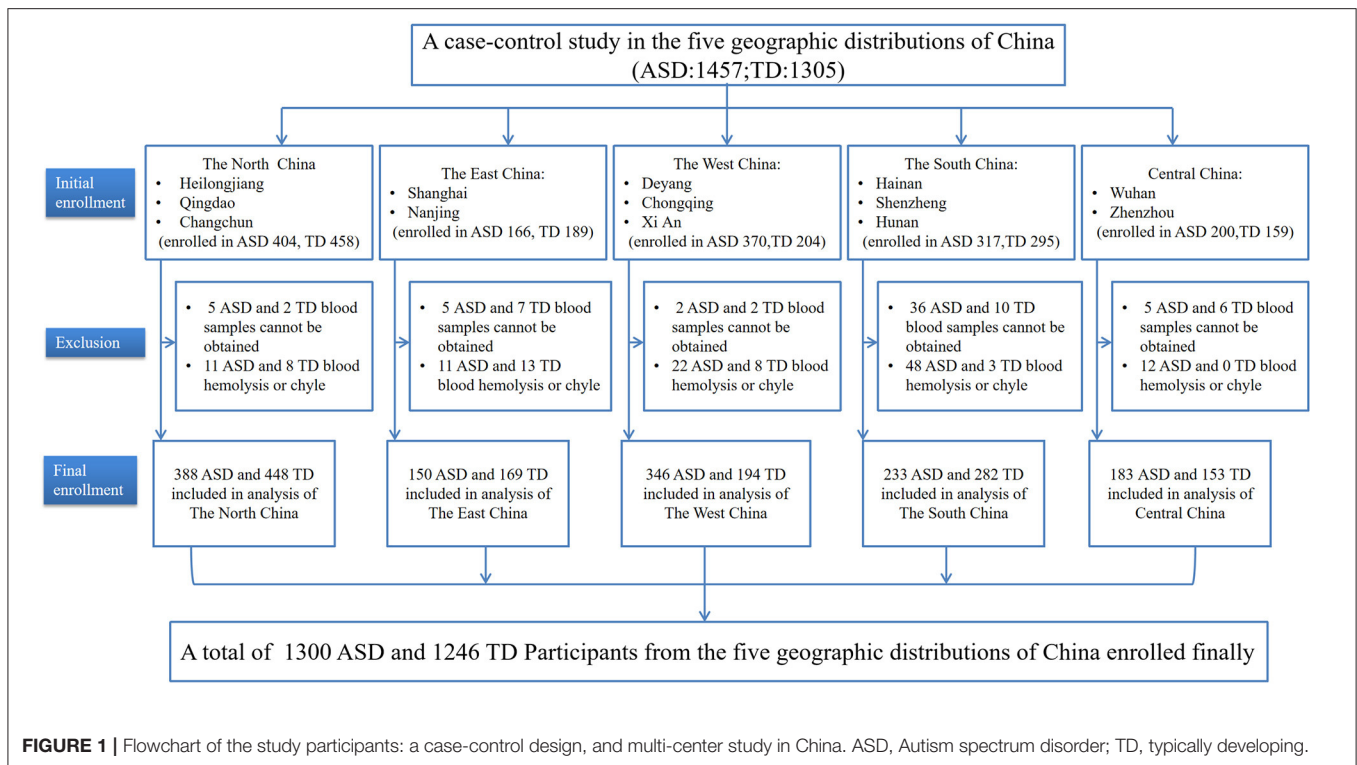 A case-control study in the five geographic distributions of China
(ASD:1457;TD:1305)
Initial
enrollment
The North China
• Heilongjiang
• Qingdao
• Changchun
(enrolled in ASD 404, TD 458)
The East China:
• Shanghai
• Nanjing
(enrolled in ASD 166, TD 189)
The West China:
• Deyang
• Chongqing
• Xi An
(enrolled in ASD 370,TD 204)
The South China:
• Hainan
• Shenzheng
• Hunan
(enrolled in ASD 317,TD 295)
Central China:
• Wuhan
• Zhenzhou
(enrolled in ASD 200,TD 159)
Exclusion
• 5 ASD and 2 TD blood
samples cannot be
obtained
• 11 ASD and 8 TD blood
hemolysis or chyle
• 5 ASD and 7 TD blood
samples cannot be
obtained
• 11 ASD and 13 TD
blood hemolysis or chyle
• 2 ASD and 2 TD blood
samples cannot be
obtained
• 22 ASD and 8 TD blood
hemolysis or chyle
• 36 ASD and 10 TD
blood samples cannot be
obtained
• 48 ASD and 3 TD blood
hemolysis or chyle
• 5 ASD and 6 TD blood
samples cannot be
obtained
• 12 ASD and 0 TD blood
hemolysis or chyle
Final
enrollment
388 ASD and 448 TD
included in analysis of
The North China
150 ASD and 169 TD
included in analysis of
The East China
346 ASD and 194 TD
included in analysis of
The West China
233 ASD and 282 TD
included in analysis of
The South China
183 ASD and 153 TD
included in analysis of
Central China
A total of 1300 ASD and 1246 TD Participants from the five geographic distributions of China enrolled finally
FIGURE 1 | Flowchart of the study participants: a case-control design, and multi-center study in China. ASD, Autism spectrum disorder; TD, typically developing.